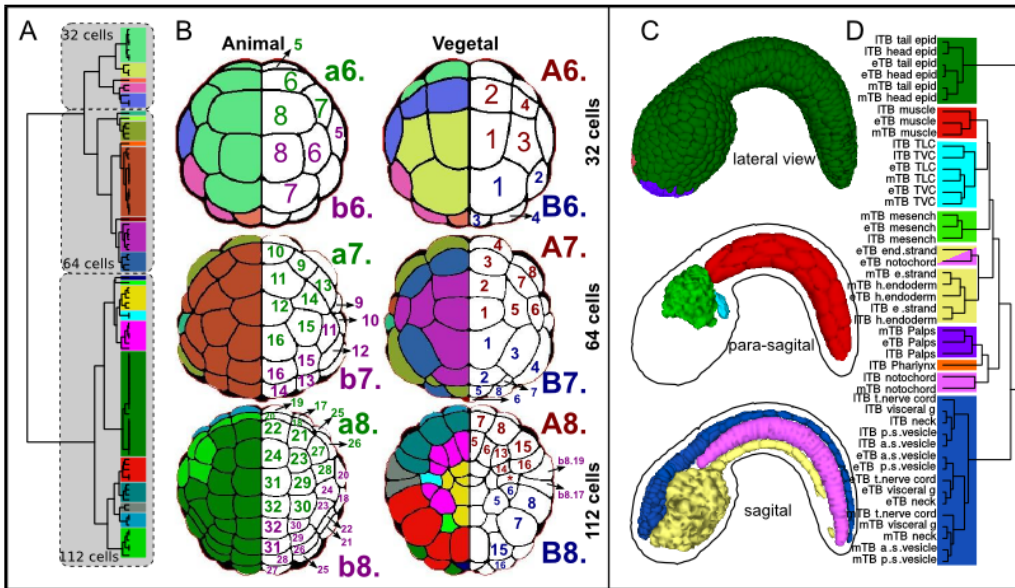 A
32 cells
64 cells
112 cells
B
Animal
Vegetal
5
a6.
6
7
8
5
8
6
7
b6.
A6.
2
4
1
3
1
2
3
4
B6.
32 cells
a7.
10
9
11
13
14
12
9
15
10
11
16
12
15
16
13
14
b7.
A7.
4
3
8
2
7
1
5
6
1
3
4
2
5
8
7
6
B7.
64 cells
a8.
19
17
25
22
21
26
24
23
27
28
31
29
20
24
18
32
30
23
32
30
22
29
21
31
26
28
25
27
b8.
A8.
7
8
5
6
13
15
14
16
b8.19
*
b8.17
6
5
8
7
15
16
B8.
112 cells
C
lateral view
para-sagital
sagital
D
lTB tail epid
lTB head epid
eTB tail epid
eTB head epid
mTB tail epid
mTB head epid
lTB muscle
eTB muscle
mTB muscle
lTB TLC
lTB TVC
eTB TLC
mTB TLC
eTB TVC
mTB TVC
mTB mesench
eTB mesench
lTB mesench
eTB end.strand
eTB notochord
mTB e.strand
mTB h.endoderm
eTB h.endoderm
lTB e .strand
lTB h.endoderm
mTB Palps
eTB Palps
lTB Palps
lTB Pharlynx
lTB notochord
mTB notochord
lTB t.nerve cord
lTB visceral g
lTB neck
lTB p.s.vesicle
lTB a.s.vesicle
eTB a.s.vesicle
eTB p.s.vesicle
eTB t.nerve cord
eTB visceral g
eTB neck
mTB t.nerve cord
mTB visceral g
mTB neck
mTB a.s.vesicle
mTB p.s.vesicle